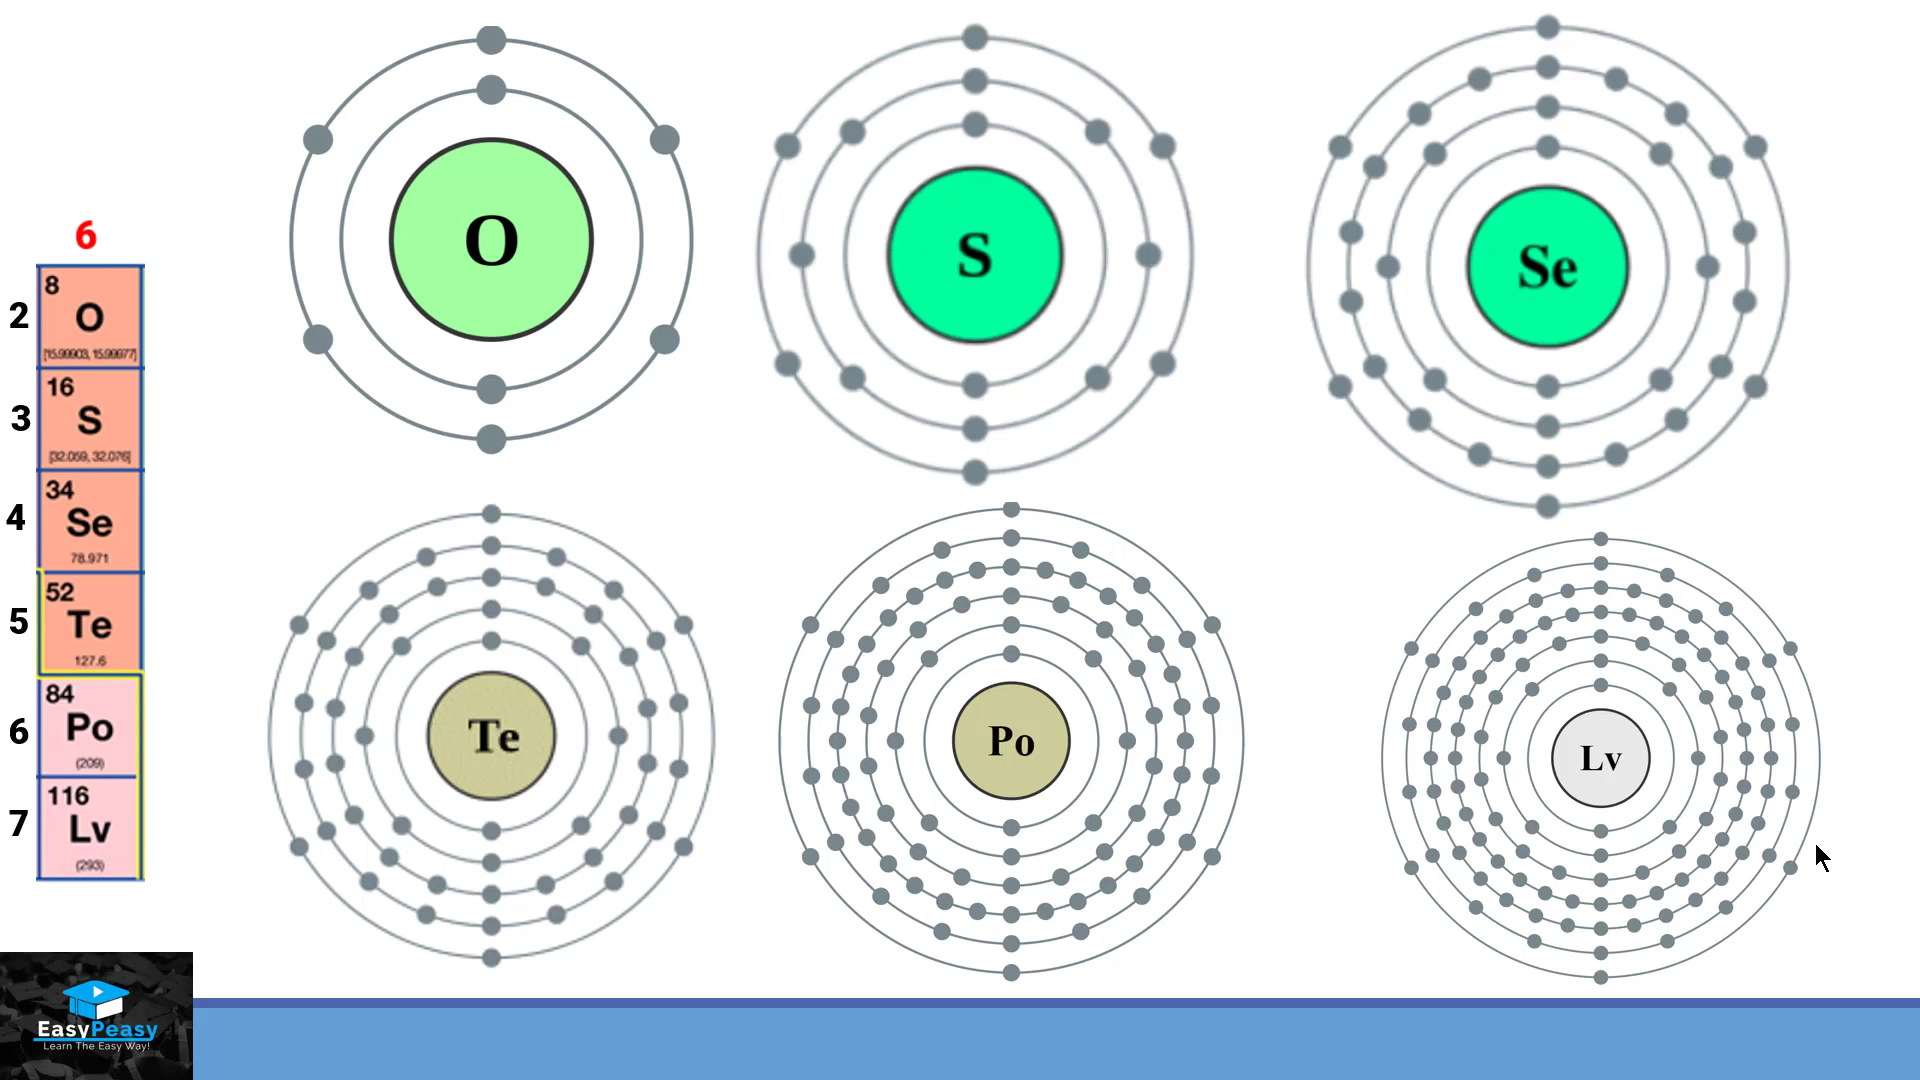 6
2
8
O
[15.99903, 15.99977]
3
16
S
[32.059, 32.076]
4
34
Se
78.971
5
52
Te
127.6
6
84
Po
(209)
7
116
Lv
(293)
O
S
Se
Te
Po
Lv
EasyPeasy
Learn The Easy Way!